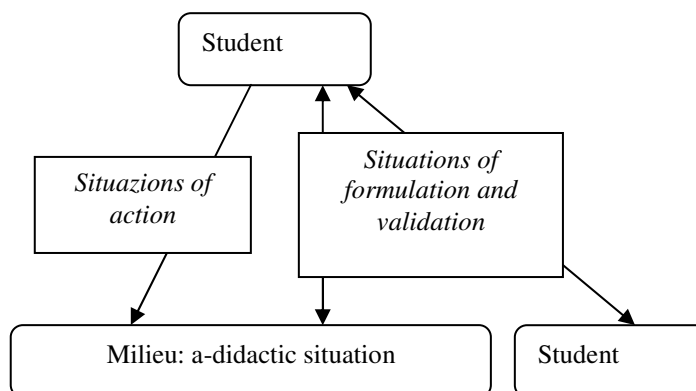 Student
Situazions of
action
Situations of
formulation and
validation
Milieu: a-didactic situation
Student